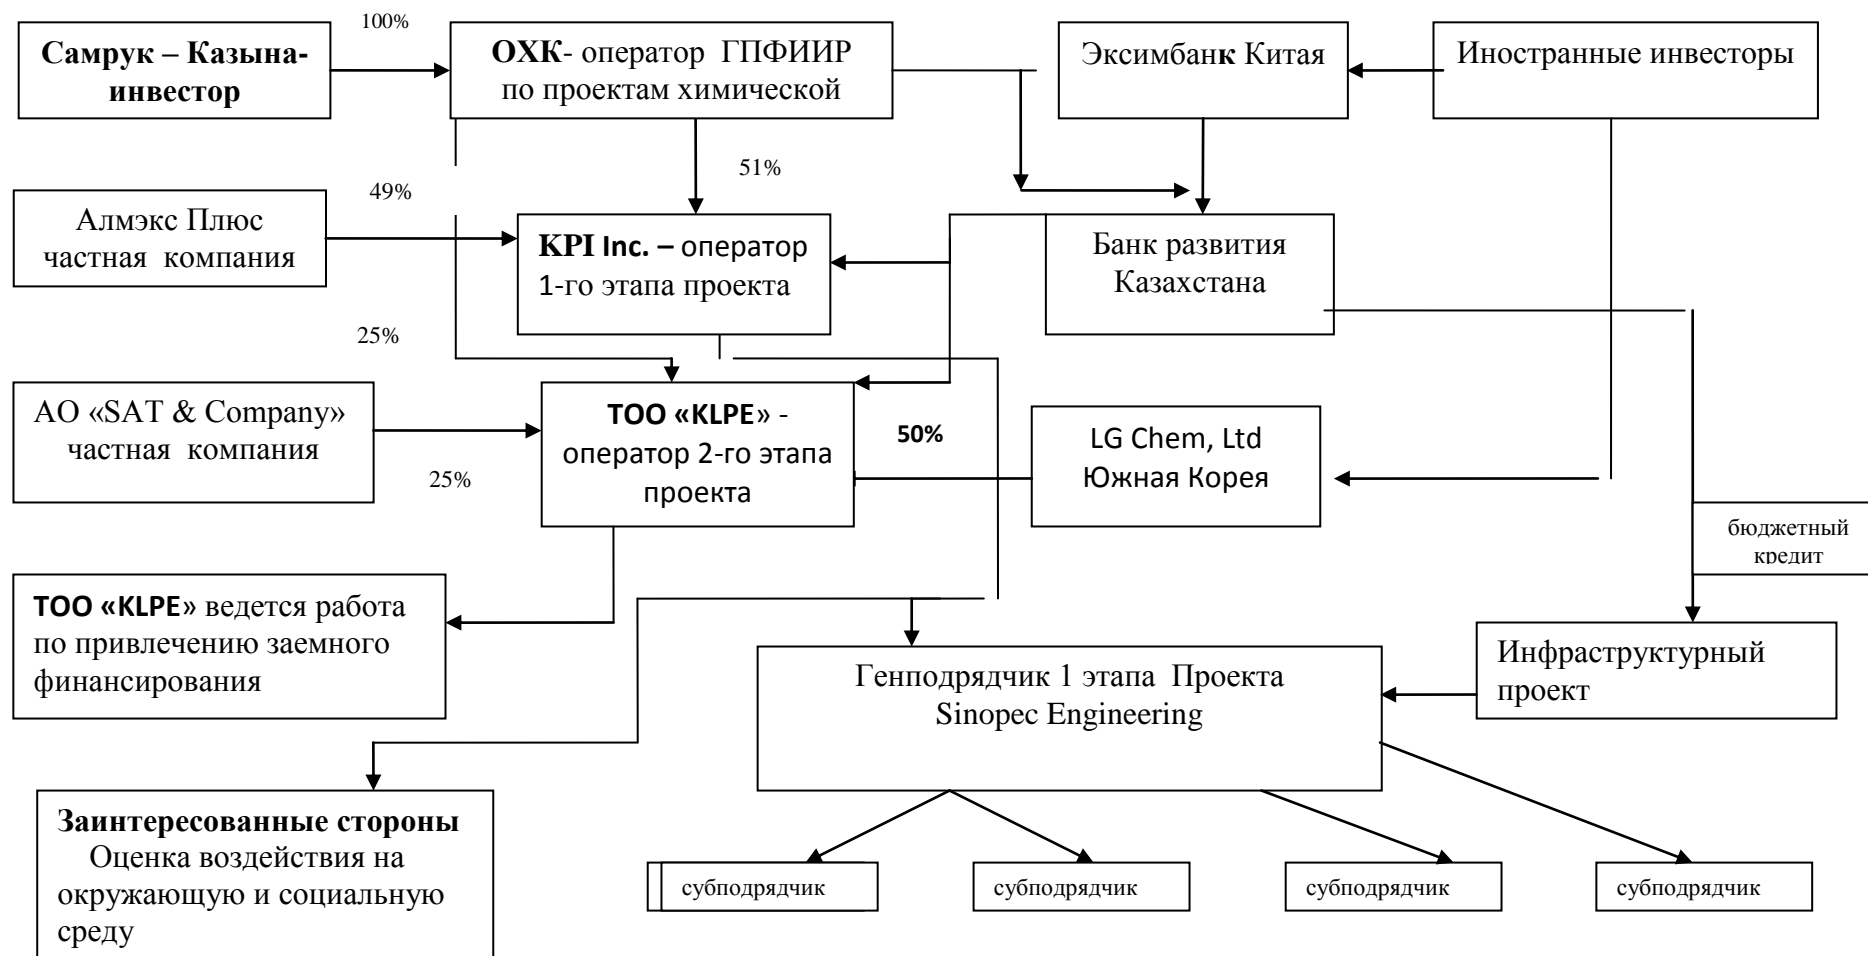 100%
Самрук – Казына-
инвестор
ОХК- оператор ГПФИИР
по проектам химической
Эксимбанк Китая
Иностранные инвесторы
51%
49%
Алмэкс Плюс
частная компания
KPI Inc. – оператор
1-го этапа проекта
Банк развития
Казахстана
25%
АО «SAT & Company»
частная компания
25%
ТОО «KLPE» -
оператор 2-го этапа
проекта
50%
LG Chem, Ltd
Южная Корея
бюджетный
кредит
ТОО «KLPE» ведется работа
по привлечению заемного
финансирования
Генподрядчик 1 этапа Проекта
Sinopec Engineering
Инфраструктурный
проект
Заинтересованные стороны
Оценка воздействия на
окружающую и социальную
среду
субподрядчик
субподрядчик
субподрядчик
субподрядчик